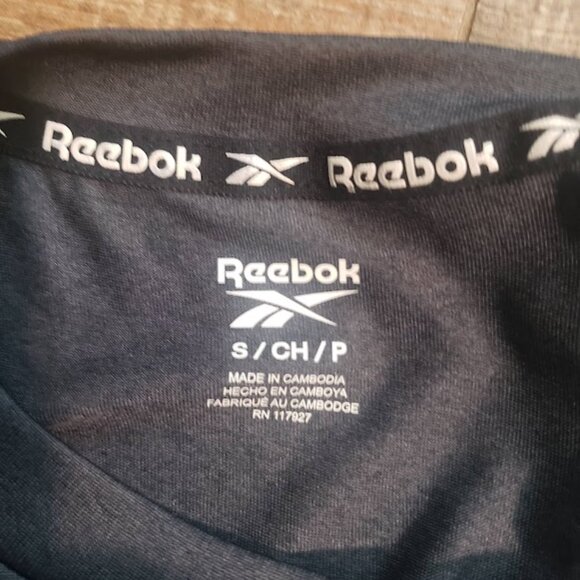 Reebok Reebok
Reebok
S / CH / P
MADE IN CAMBODIA
HECHO EN CAMBOYA
FABRIQUÉ AU CAMBODGE
RN 117927